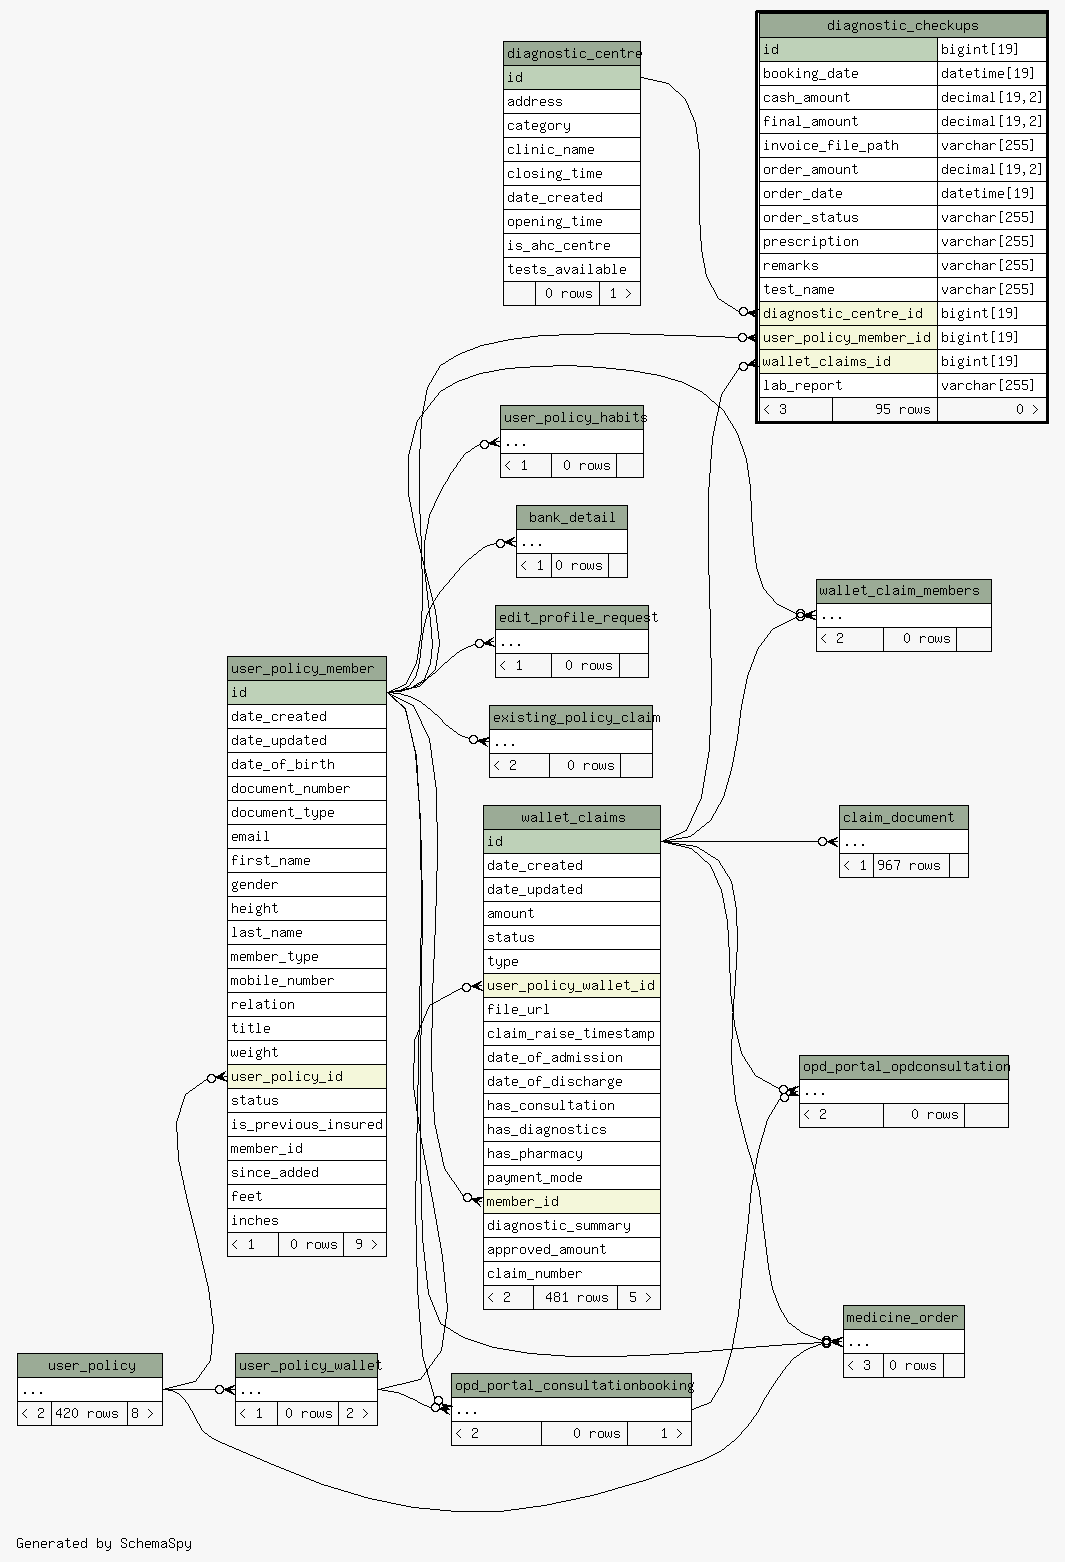 diagnostic_checkups
id bigint[19]
booking_date datetime[19]
cash_amount decimal[19,2]
final_amount decimal[19,2]
invoice_file_path varchar[255]
order_amount decimal[19,2]
order_date datetime[19]
order_status varchar[255]
prescription varchar[255]
remarks varchar[255]
test_name varchar[255]
diagnostic_centre_id bigint[19]
user_policy_member_id bigint[19]
wallet_claims_id bigint[19]
lab_report varchar[255]
< 3 95 rows 0 >
diagnostic_centre
id
address
category
clinic_name
closing_time
date_created
opening_time
is_ahc_centre
tests_available
0 rows 1 >
user_policy_habits
...
< 1 0 rows
bank_detail
...
< 1 0 rows
wallet_claim_members
...
< 2 0 rows
edit_profile_request
...
< 1 0 rows
user_policy_member
id
date_created
date_updated
date_of_birth
document_number
document_type
email
first_name
gender
height
last_name
member_type
mobile_number
relation
title
weight
user_policy_id
status
is_previous_insured
member_id
since_added
feet
inches
< 1 0 rows 9 >
existing_policy_claim
...
< 2 0 rows
wallet_claims
id
date_created
date_updated
amount
status
type
user_policy_wallet_id
file_url
claim_raise_timestamp
date_of_admission
date_of_discharge
has_consultation
has_diagnostics
has_pharmacy
payment_mode
member_id
diagnostic_summary
approved_amount
claim_number
< 2 481 rows 5 >
claim_document
...
< 1 967 rows
opd_portal_opdconsultation
...
< 2 0 rows
medicine_order
...
< 3 0 rows
user_policy
...
< 2 420 rows 8 >
user_policy_wallet
...
< 1 0 rows 2 >
opd_portal_consultationbooking
...
< 2 0 rows 1 >
Generated by SchemaSpy